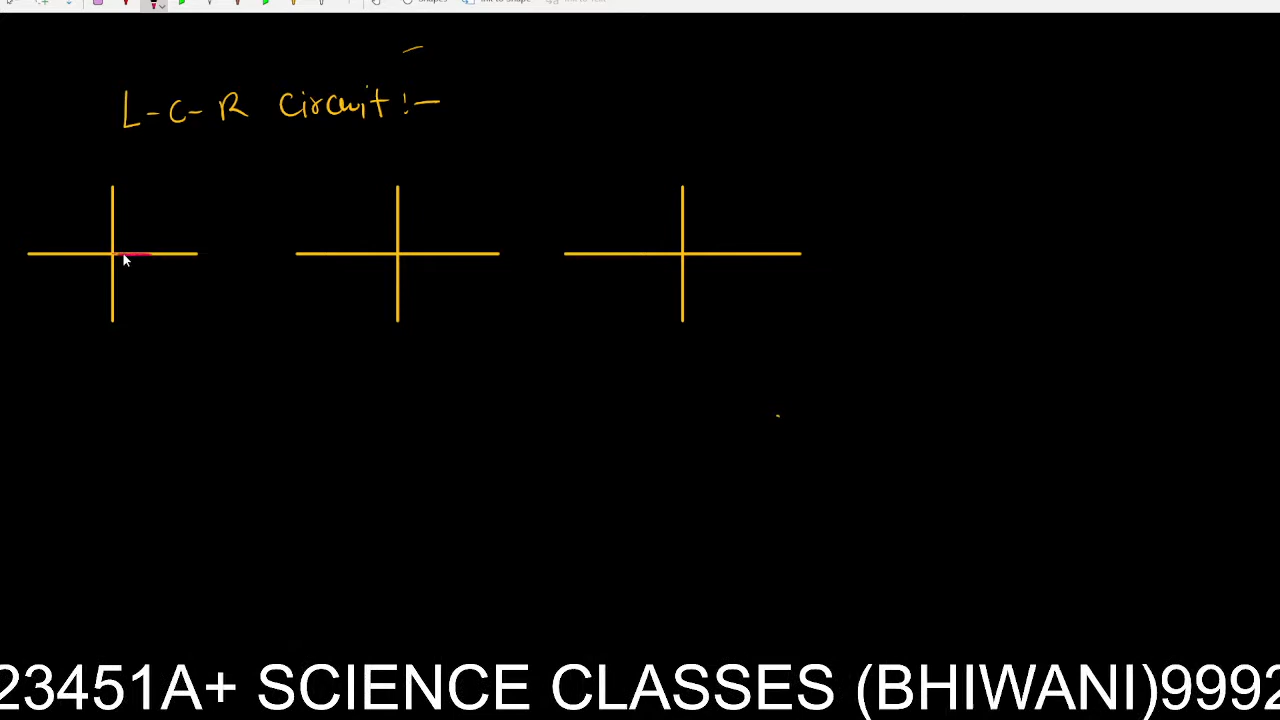 L-C-R Circuit :-
23451A+ SCIENCE CLASSES (BHIWANI)9992